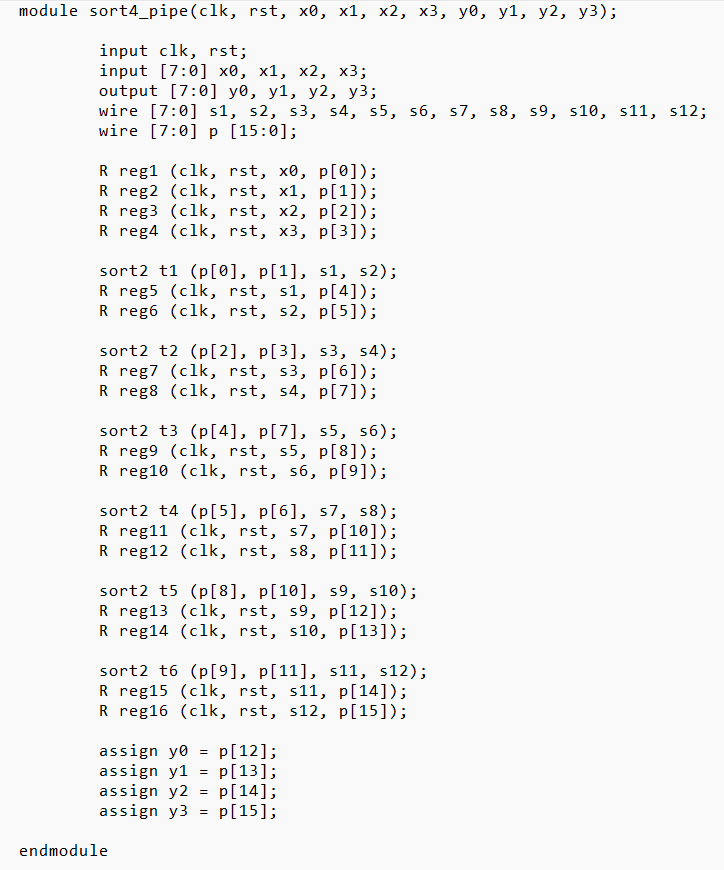 module sort4_pipe(clk, rst, x0, x1, x2, x3, y0, y1, y2, y3);
input clk, rst;
input [7:0] x0, x1, x2, x3;
output [7:0] y0, y1, y2, y3;
wire [7:0] s1, s2, s3, s4, s5, s6, s7, s8, s9, s10, s11, s12;
wire [7:0] p [15:0];
R reg1 (clk, rst, x0, p[0]);
R reg2 (clk, rst, x1, p[1]);
R reg3 (clk, rst, x2, p[2]);
R reg4 (clk, rst, x3, p[3]);
sort2 t1 (p[0], p[1], s1, s2);
R reg5 (clk, rst, s1, p[4]);
R reg6 (clk, rst, s2, p[5]);
sort2 t2 (p[2], p[3], s3, s4);
R reg7 (clk, rst, s3, p[6]);
R reg8 (clk, rst, s4, p[7]);
sort2 t3 (p[4], p[7], s5, s6);
R reg9 (clk, rst, s5, p[8]);
R reg10 (clk, rst, s6, p[9]);
sort2 t4 (p[5], p[6], s7, s8);
R reg11 (clk, rst, s7, p[10]);
R reg12 (clk, rst, s8, p[11]);
sort2 t5 (p[8], p[10], s9, s10);
R reg13 (clk, rst, s9, p[12]);
R reg14 (clk, rst, s10, p[13]);
sort2 t6 (p[9], p[11], s11, s12);
R reg15 (clk, rst, s11, p[14]);
R reg16 (clk, rst, s12, p[15]);
assign y0 = p[12];
assign y1 = p[13];
assign y2 = p[14];
assign y3 = p[15];
endmodule